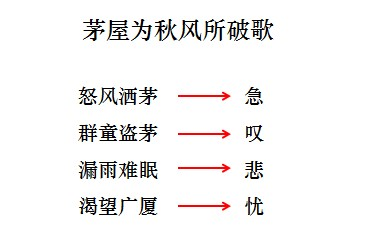 茅屋为秋风所破歌
怒风洒茅 急
群童盗茅 叹
漏雨难眠 悲
渴望广厦 忧